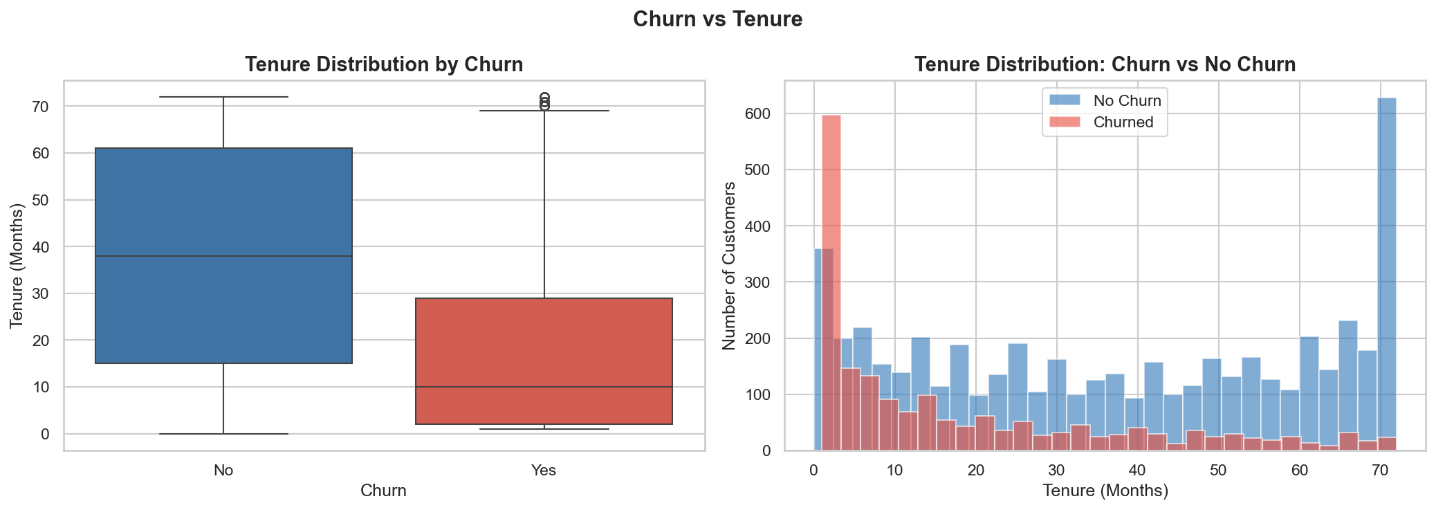 Churn vs Tenure
Tenure Distribution by Churn
Tenure (Months)
70
60
50
40
30
20
10
0
No
Yes
Churn
Tenure Distribution: Churn vs No Churn
No Churn
Churned
Number of Customers
600
500
400
300
200
100
0
0 10 20 30 40 50 60 70
Tenure (Months)